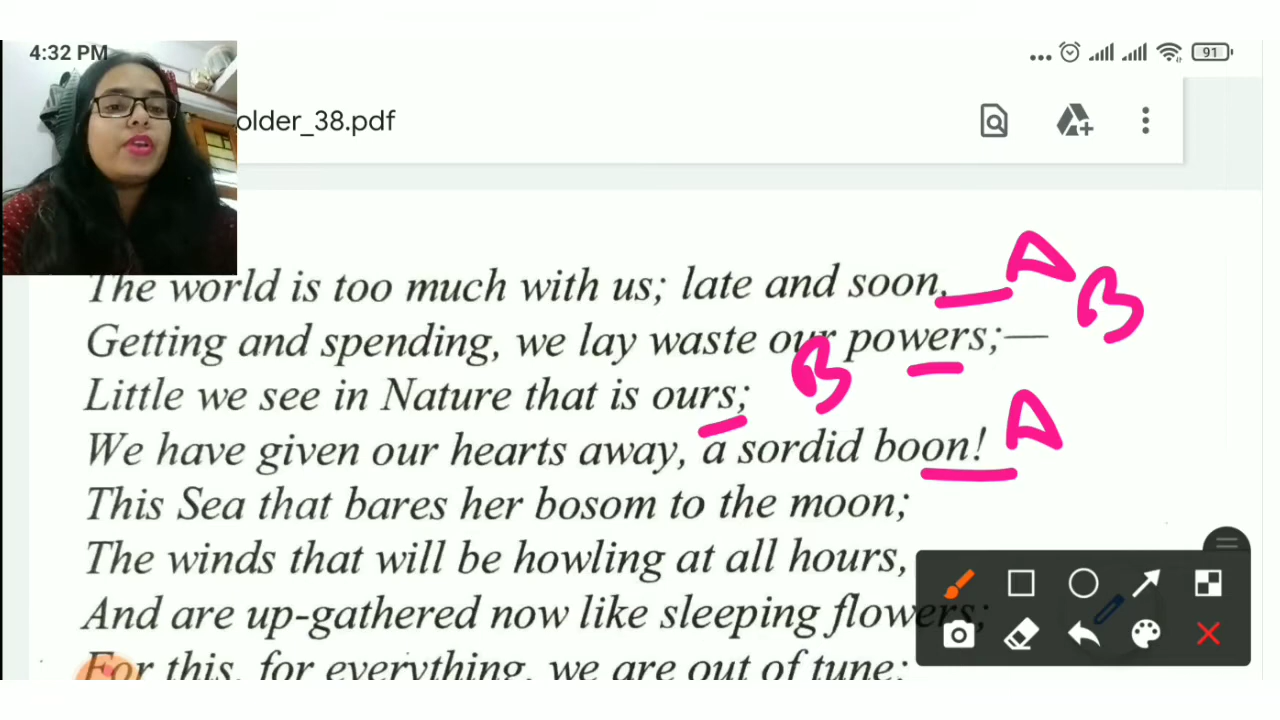 4:32 PM
91
older_38.pdf
The world is too much with us; late and soon, A
Getting and spending, we lay waste our powers;— B
Little we see in Nature that is ours; B
We have given our hearts away, a sordid boon! A
This Sea that bares her bosom to the moon;
The winds that will be howling at all hours,
And are up-gathered now like sleeping flowers;
For this, for everything, we are out of tune;